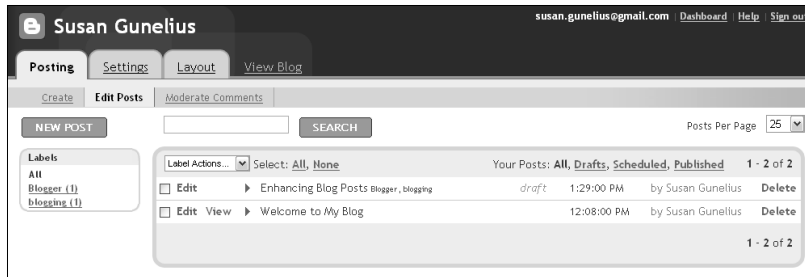 susan.gunelius@gmail.com | Dashboard | Help | Sign out
Susan Gunelius
Posting Settings Layout View Blog
Create Edit Posts Moderate Comments
NEW POST SEARCH Posts Per Page 25
Labels
All
Blogger (1)
blogging (1)
Label Actions... Select: All, None Your Posts: All, Drafts, Scheduled, Published 1 - 2 of 2
Edit Enhancing Blog Posts Blogger , blogging draft 1:29:00 PM by Susan Gunelius Delete
Edit View Welcome to My Blog 12:08:00 PM by Susan Gunelius Delete
1 - 2 of 2